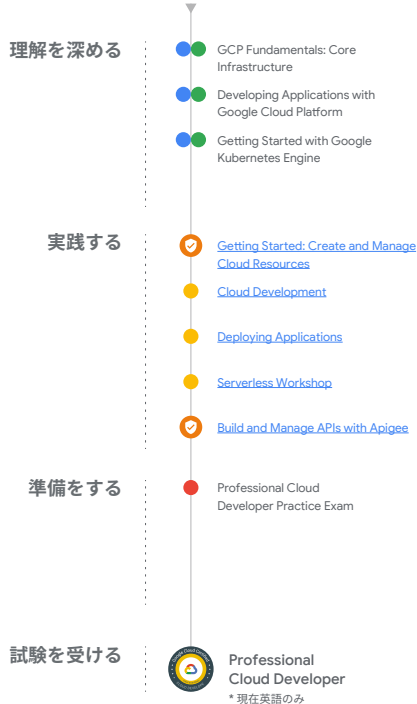 理解を深める
GCP Fundamentals: Core
Infrastructure
Developing Applications with
Google Cloud Platform
Getting Started with Google
Kubernetes Engine
実践する
Getting Started: Create and Manage
Cloud Resources
Cloud Development
Deploying Applications
Serverless Workshop
Build and Manage APIs with Apigee
準備をする
Professional Cloud
Developer Practice Exam
試験を受ける
Professional
Cloud Developer
* 現在英語のみ